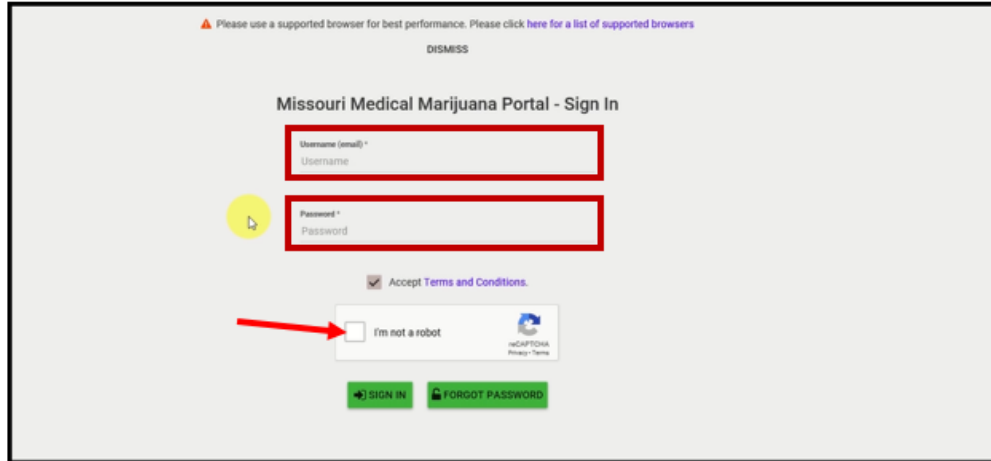 Please use a supported browser for best performance. Please click here for a list of supported browsers
DISMISS
Missouri Medical Marijuana Portal - Sign In
Username (email) *
Username
Password *
Password
Accept Terms and Conditions.
I'm not a robot
reCAPTCHA
Privacy - Terms
SIGN IN
FORGOT PASSWORD